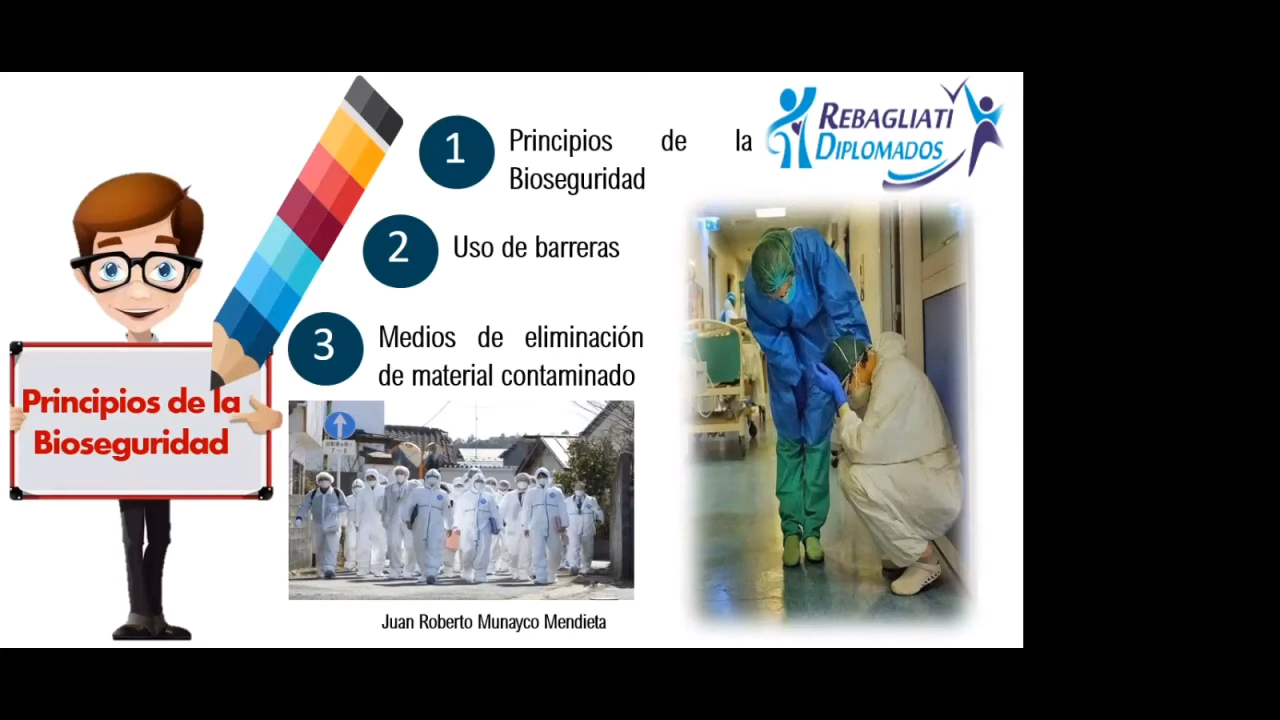 1
Principios de la
Bioseguridad
REBAGLIATI
DIPLOMADOS
2
Uso de barreras
3
Medios de eliminación
de material contaminado
Principios de la
Bioseguridad
Juan Roberto Munayco Mendieta